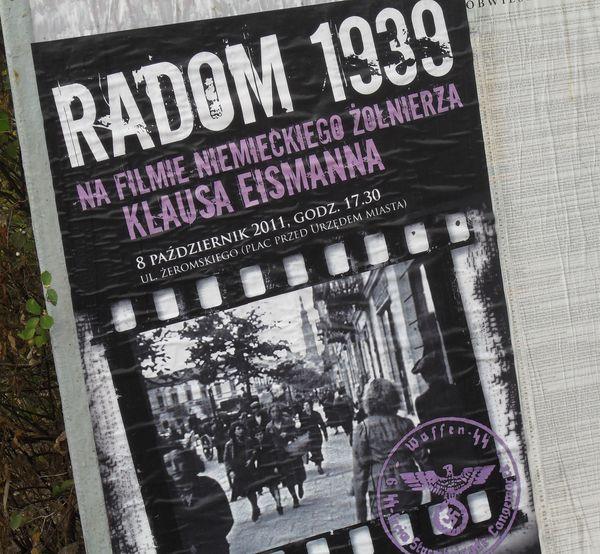 RADOM 1939
NA FILMIE NIEMIECKIEGO ŻOŁNIERZA
KLAUSA EISMANNA
8 PAŹDZIERNIK 2011, GODZ. 17.30
UL. ŻEROMSKIEGO (PLAC PRZED URZĘDEM MIASTA)
Waffen-SS